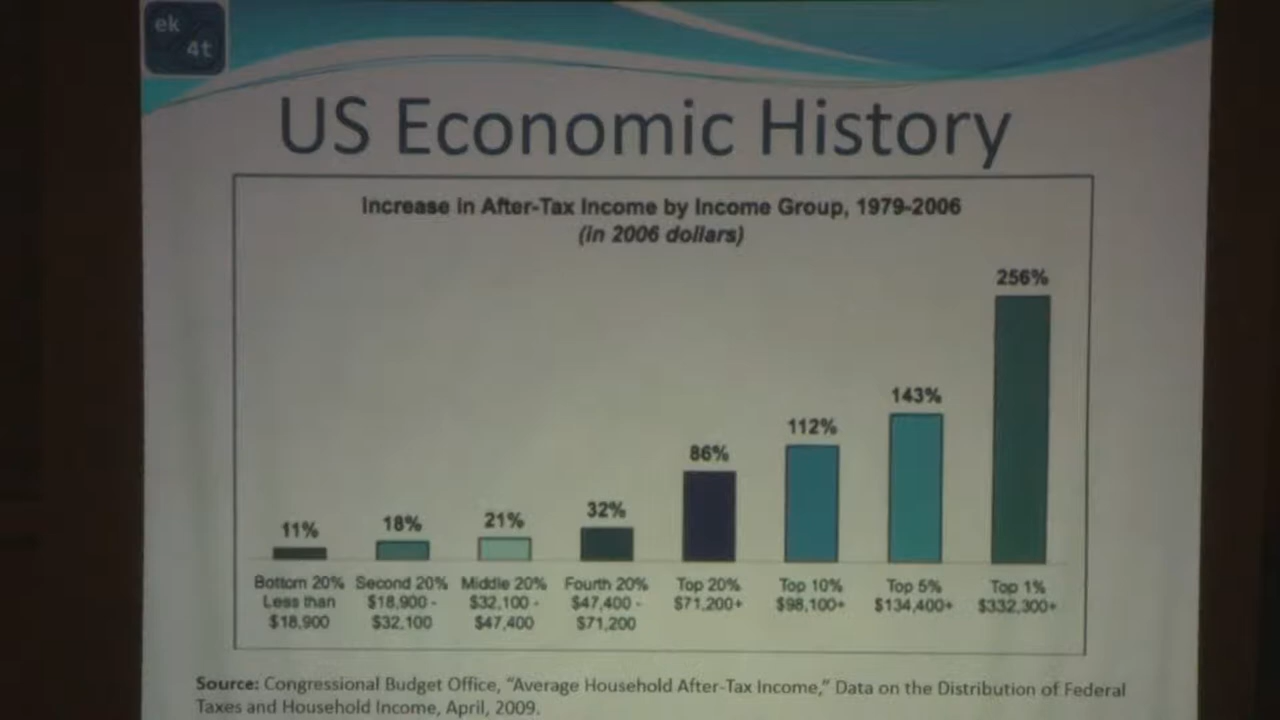 ek
4t
US Economic History
Increase in After-Tax Income by Income Group, 1979-2006
(in 2006 dollars)
256%
143%
112%
86%
32%
21%
18%
11%
Bottom 20% Second 20% Middle 20% Fourth 20% Top 20% Top 10% Top 5% Top 1%
Less than $18,900 - $32,100 - $47,400 - $71,200+ $98,100+ $134,400+ $332,300+
$18,900 $32,100 $47,400 $71,200
Source: Congressional Budget Office, “Average Household After-Tax Income,” Data on the Distribution of Federal
Taxes and Household Income, April, 2009.